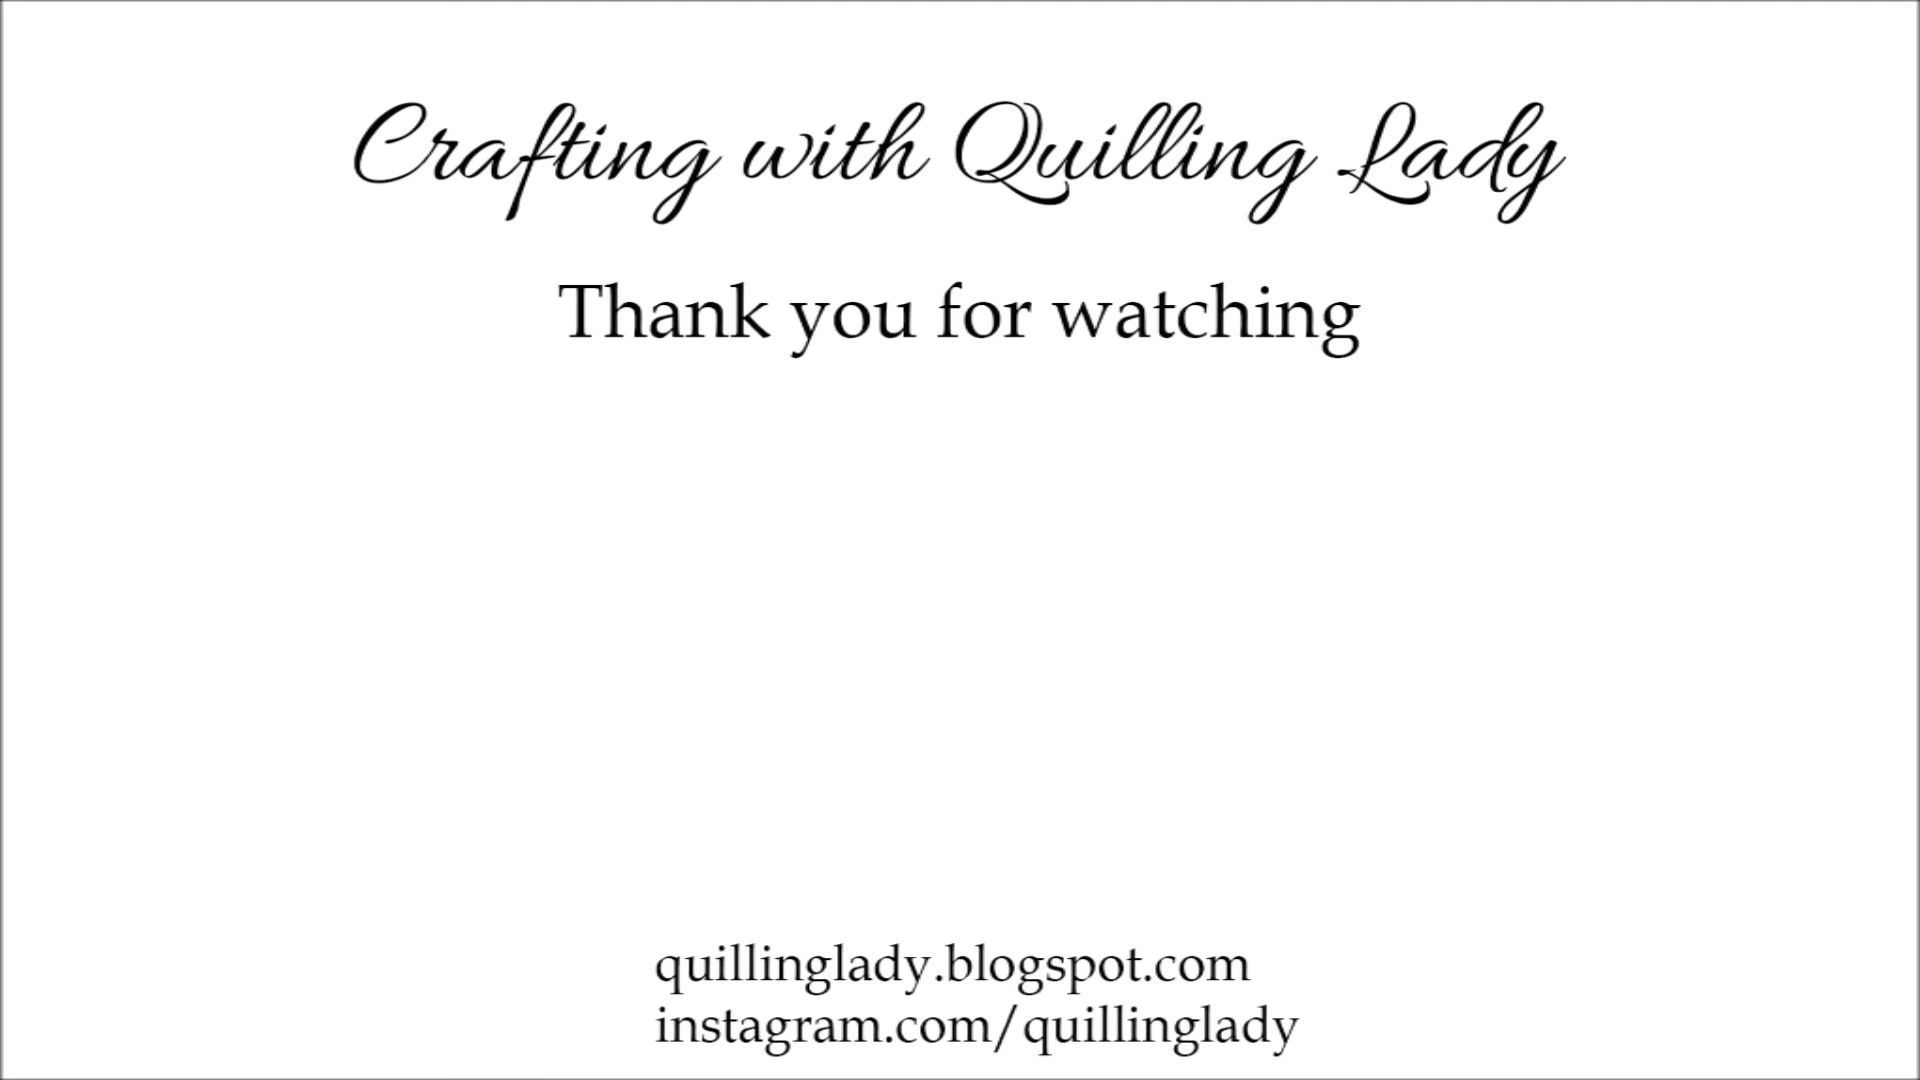 Crafting with Quilling Lady
Thank you for watching
quillinglady.blogspot.com
instagram.com/quillinglady